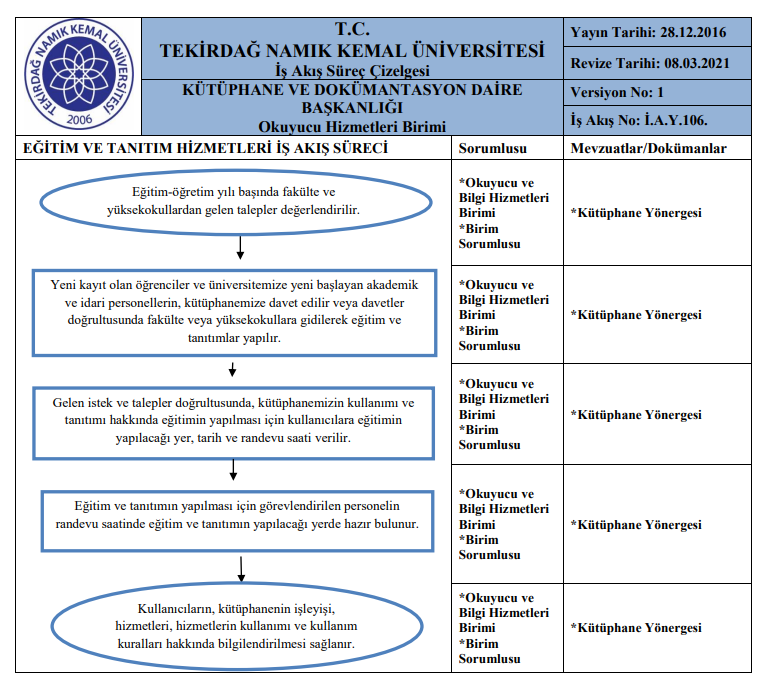 TEKİRDAĞ NAMIK KEMAL ÜNİVERSİTESİ
2006
T.C.
TEKİRDAĞ NAMIK KEMAL ÜNİVERSİTESİ
İş Akış Süreç Çizelgesi
KÜTÜPHANE VE DOKÜMANTASYON DAİRE
BAŞKANLIĞI
Okuyucu Hizmetleri Birimi
Yayın Tarihi: 28.12.2016
Revize Tarihi: 08.03.2021
Versiyon No: 1
İş Akış No: İ.A.Y.106.
EĞİTİM VE TANITIM HİZMETLERİ İŞ AKIŞ SÜRECİ
Sorumlusu
Mevzuatlar/Dokümanlar
Eğitim-öğretim yılı başında fakülte ve
yüksekokullardan gelen talepler değerlendirilir.
*Okuyucu ve
Bilgi Hizmetleri
Birimi
*Birim
Sorumlusu
*Kütüphane Yönergesi
Yeni kayıt olan öğrenciler ve üniversitemize yeni başlayan akademik
ve idari personellerin, kütüphanemize davet edilir veya davetler
doğrultusunda fakülte veya yüksekokullara gidilerek eğitim ve
tanıtımlar yapılır.
*Okuyucu ve
Bilgi Hizmetleri
Birimi
*Birim
Sorumlusu
*Kütüphane Yönergesi
Gelen istek ve talepler doğrultusunda, kütüphanemizin kullanımı ve
tanıtımı hakkında eğitimin yapılması için kullanıcılara eğitimin
yapılacağı yer, tarih ve randevu saati verilir.
*Okuyucu ve
Bilgi Hizmetleri
Birimi
*Birim
Sorumlusu
*Kütüphane Yönergesi
Eğitim ve tanıtımın yapılması için görevlendirilen personelin
randevu saatinde eğitim ve tanıtımın yapılacağı yerde hazır bulunur.
*Okuyucu ve
Bilgi Hizmetleri
Birimi
*Birim
Sorumlusu
*Kütüphane Yönergesi
Kullanıcıların, kütüphanenin işleyişi,
hizmetleri, hizmetlerin kullanımı ve kullanım
kuralları hakkında bilgilendirilmesi sağlanır.
*Okuyucu ve
Bilgi Hizmetleri
Birimi
*Birim
Sorumlusu
*Kütüphane Yönergesi